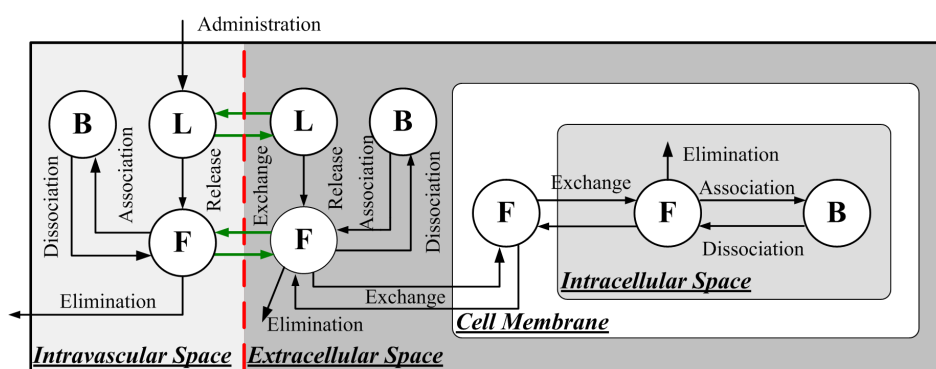 Administration
B
L
L
B
Dissociation
Association
Release
Exchange
Release
Association
Dissociation
F
F
Elimination
Elimination
Exchange
F
Exchange
F
Elimination
Association
B
Dissociation
Intracellular Space
Cell Membrane
Intravascular Space
Extracellular Space